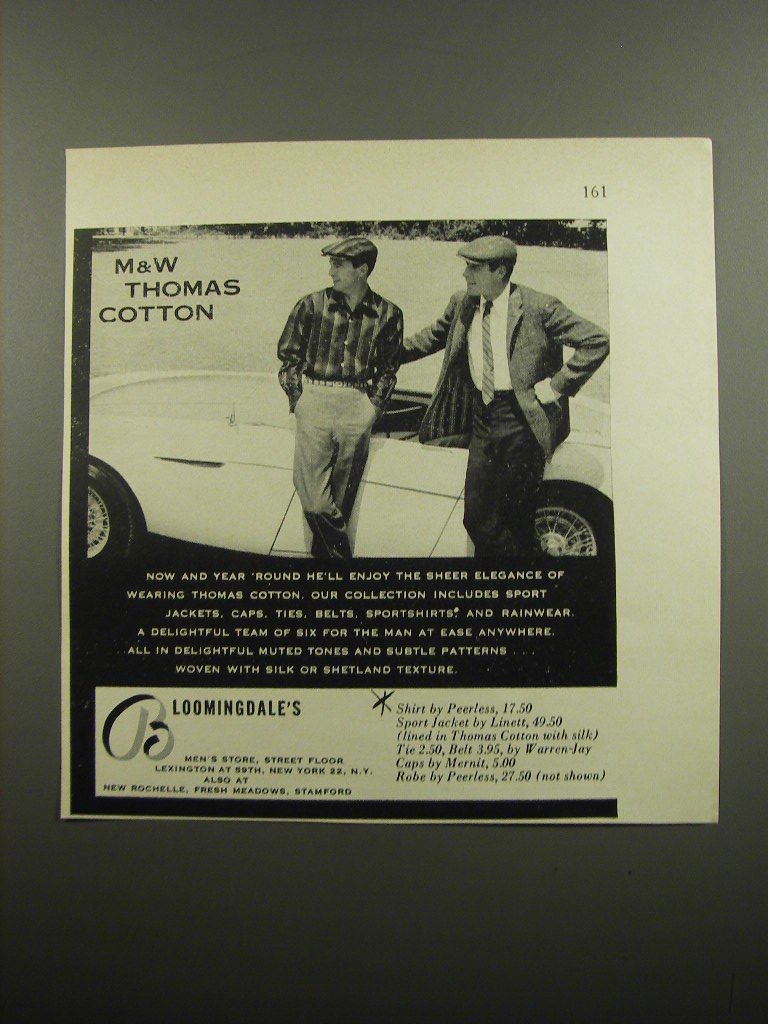 161
M&W
THOMAS
COTTON
NOW AND YEAR 'ROUND HE'LL ENJOY THE SHEER ELEGANCE OF
WEARING THOMAS COTTON. OUR COLLECTION INCLUDES SPORT
JACKETS, CAPS, TIES, BELTS, SPORTSHIRTS* AND RAINWEAR.
A DELIGHTFUL TEAM OF SIX FOR THE MAN AT EASE ANYWHERE.
ALL IN DELIGHTFUL MUTED TONES AND SUBTLE PATTERNS . . .
WOVEN WITH SILK OR SHETLAND TEXTURE.
BLOOMINGDALE'S
MEN'S STORE, STREET FLOOR
LEXINGTON AT 59TH, NEW YORK 22, N.Y.
ALSO AT
NEW ROCHELLE, FRESH MEADOWS, STAMFORD
* Shirt by Peerless, 17.50
Sport Jacket by Linett, 49.50
(lined in Thomas Cotton with silk)
Tie 2.50, Belt 3.95, by Warren-Jay
Caps by Mernit, 5.00
Robe by Peerless, 27.50 (not shown)